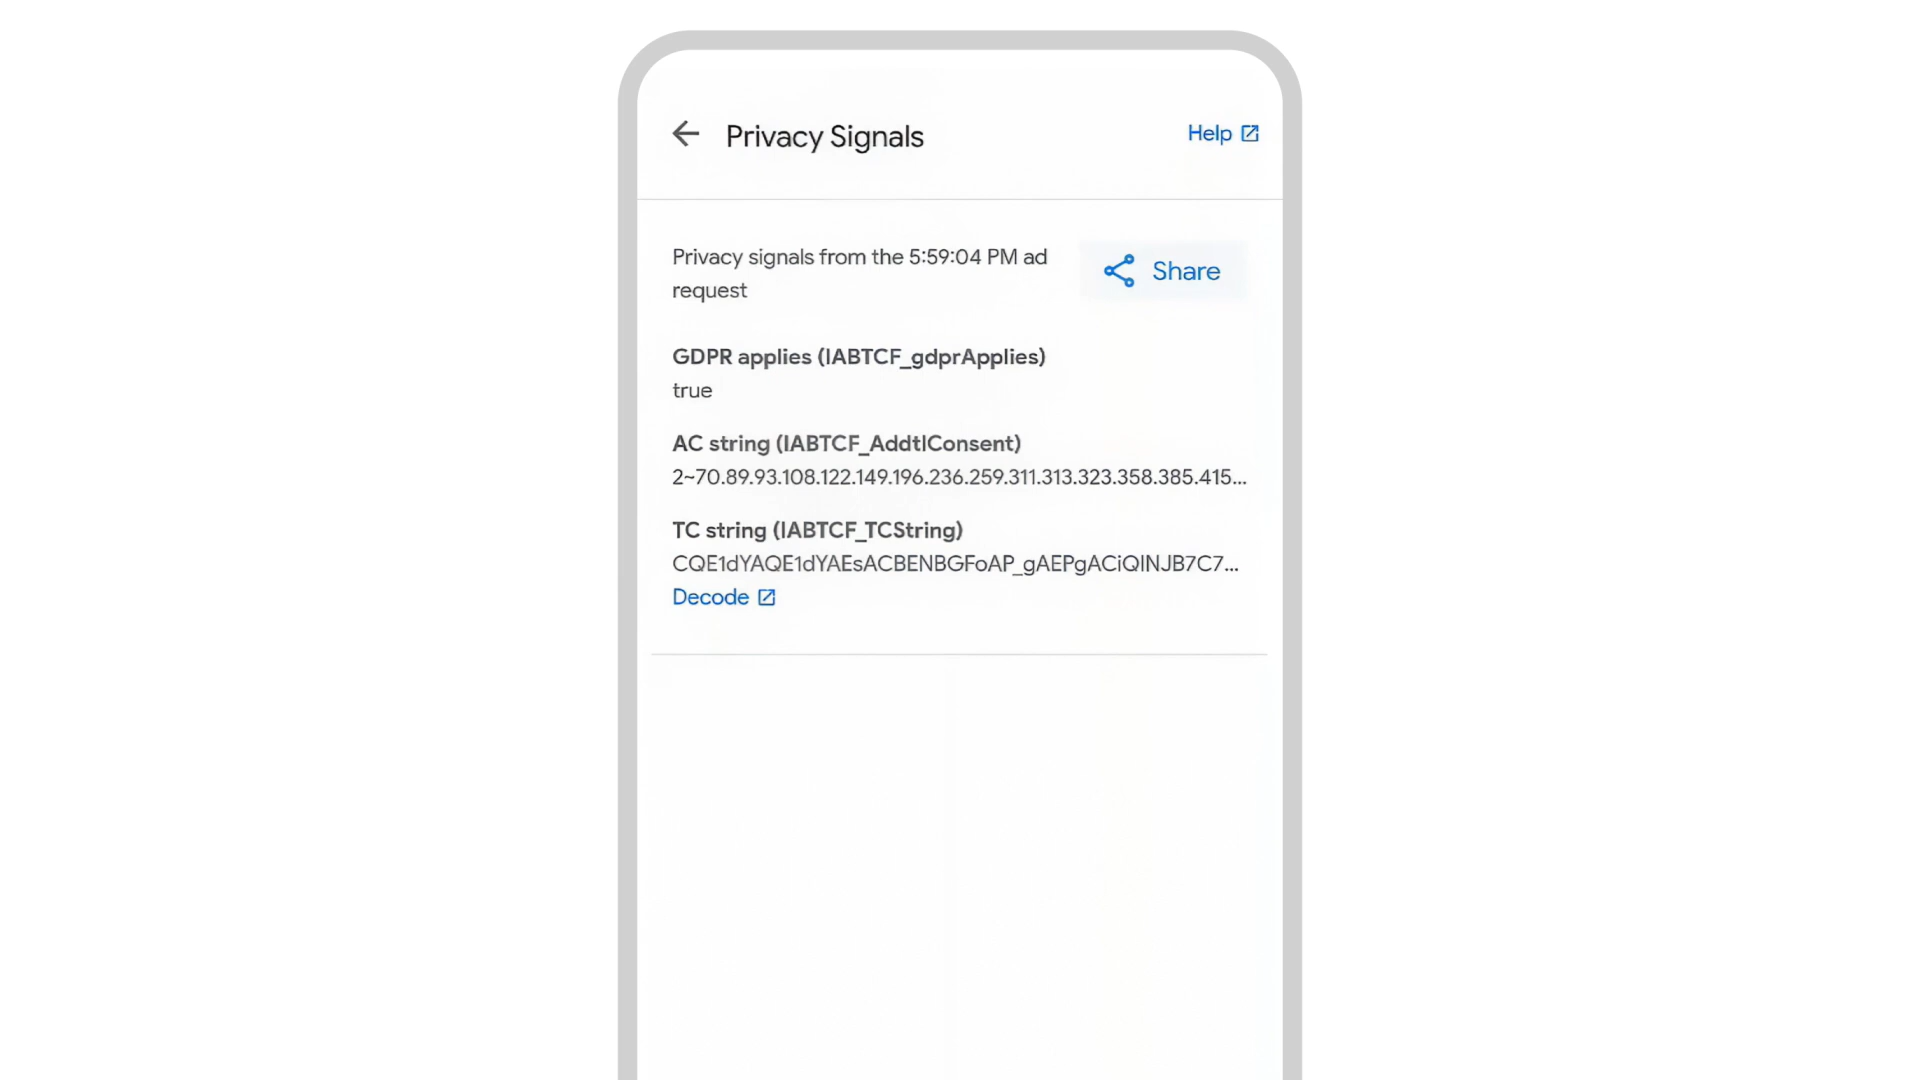 Privacy Signals
Help
Privacy signals from the 5:59:04 PM ad
request
Share
GDPR applies (IABTCF_gdprApplies)
true
AC string (IABTCF_AddtlConsent)
2~70.89.93.108.122.149.196.236.259.311.313.323.358.385.415...
TC string (IABTCF_TCString)
CQE1dYAQE1dYAEsACBENBGFoAP_gAEPgACiQINJB7C7...
Decode